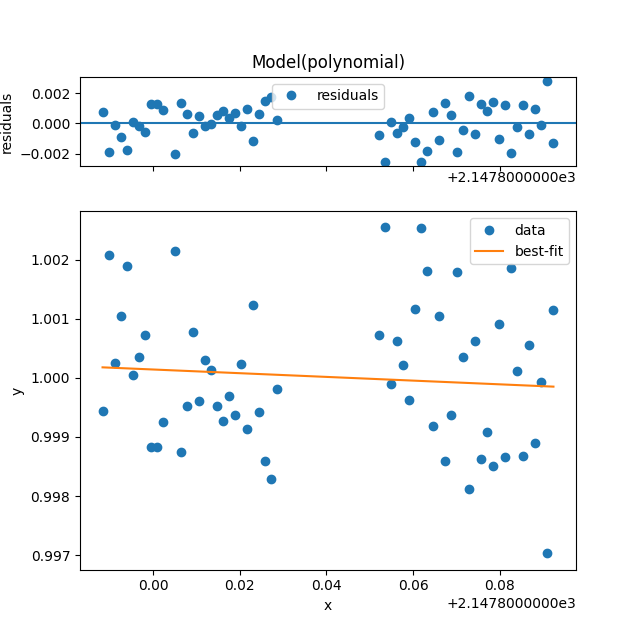 Model(polynomial)
residuals
0.002
0.000
−0.002
residuals
+2.1478000000e3
data
best-fit
y
1.002
1.001
1.000
0.999
0.998
0.997
0.00
0.02
0.04
0.06
0.08
x
+2.1478000000e3